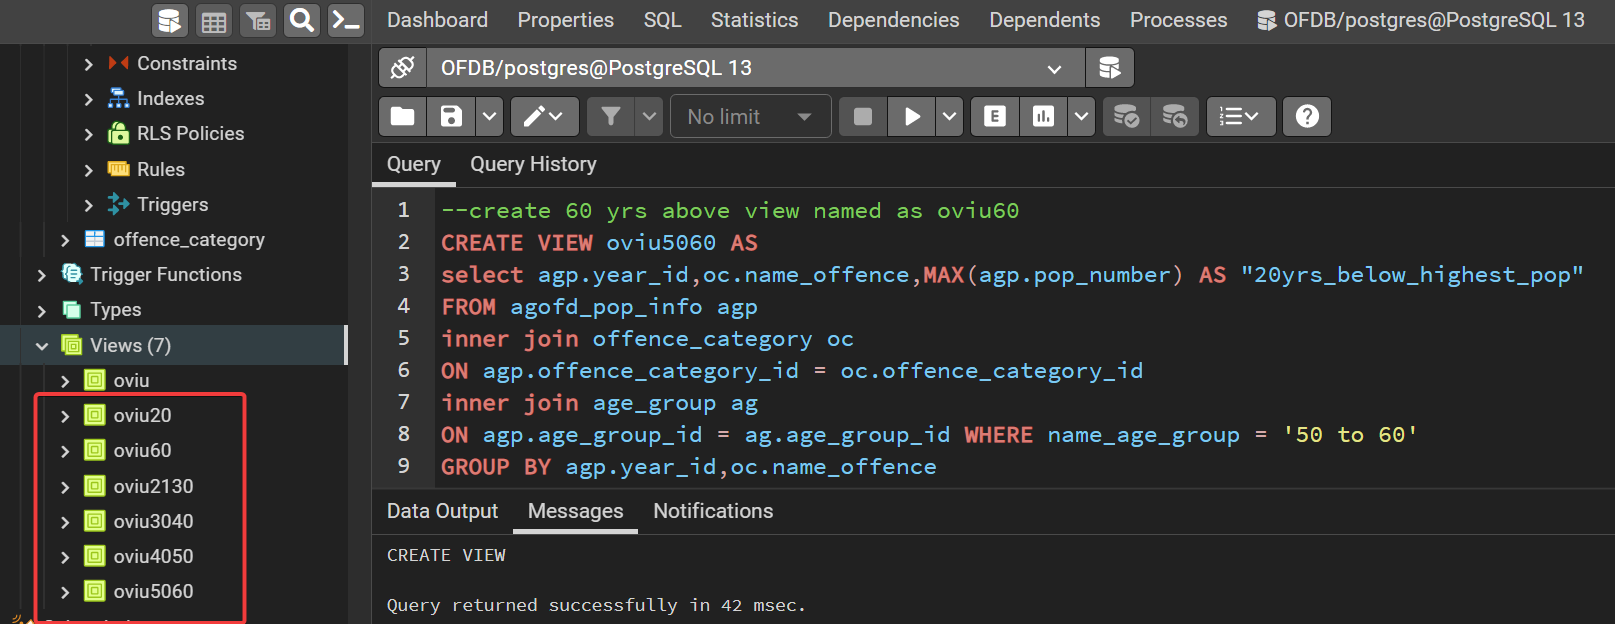 Dashboard Properties SQL Statistics Dependencies Dependents Processes OFDB/postgres@PostgreSQL 13
Constraints
Indexes
RLS Policies
Rules
Triggers
offence_category
Trigger Functions
Types
Views (7)
oviu
oviu20
oviu60
oviu2130
oviu3040
oviu4050
oviu5060
OFDB/postgres@PostgreSQL 13
No limit
E
Query Query History
1 --create 60 yrs above view named as oviu60
2 CREATE VIEW oviu5060 AS
3 select agp.year_id,oc.name_offence,MAX(agp.pop_number) AS "20yrs_below_highest_pop"
4 FROM agofd_pop_info agp
5 inner join offence_category oc
6 ON agp.offence_category_id = oc.offence_category_id
7 inner join age_group ag
8 ON agp.age_group_id = ag.age_group_id WHERE name_age_group = '50 to 60'
9 GROUP BY agp.year_id,oc.name_offence
Data Output Messages Notifications
CREATE VIEW
Query returned successfully in 42 msec.